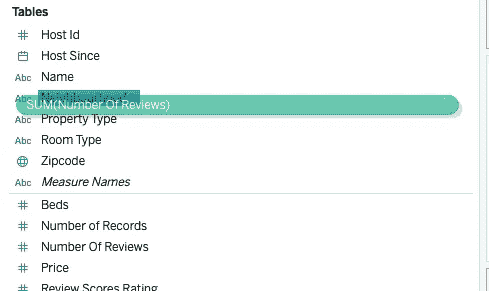 Tables
# Host Id
Host Since
Abc Name
Abc
SUM(Number Of Reviews)
Abc Property Type
Abc Room Type
Zipcode
Abc Measure Names
# Beds
# Number of Records
# Number Of Reviews
# Price
# Review Scores Rating